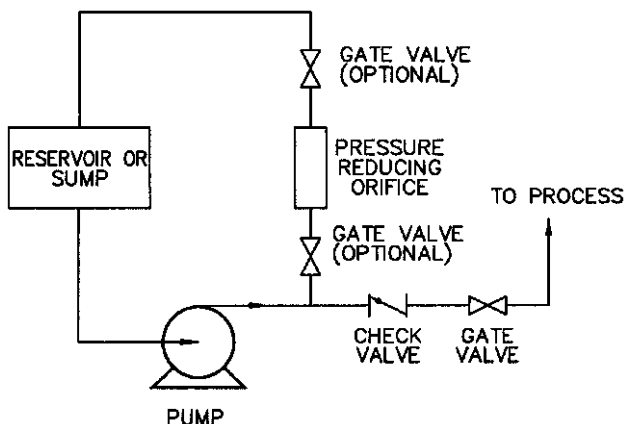 GATE VALVE
(OPTIONAL)
RESERVOIR OR
SUMP
PRESSURE
REDUCING
ORIFICE
TO PROCESS
GATE VALVE
(OPTIONAL)
CHECK
VALVE
GATE
VALVE
PUMP